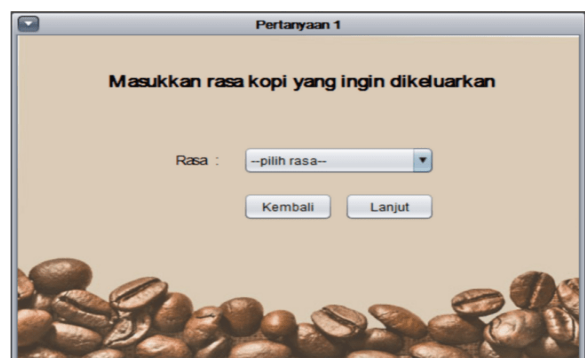 Pertanyaan 1
Masukkan rasa kopi yang ingin dikeluarkan
Rasa :
--pilih rasa--
Kembali
Lanjut